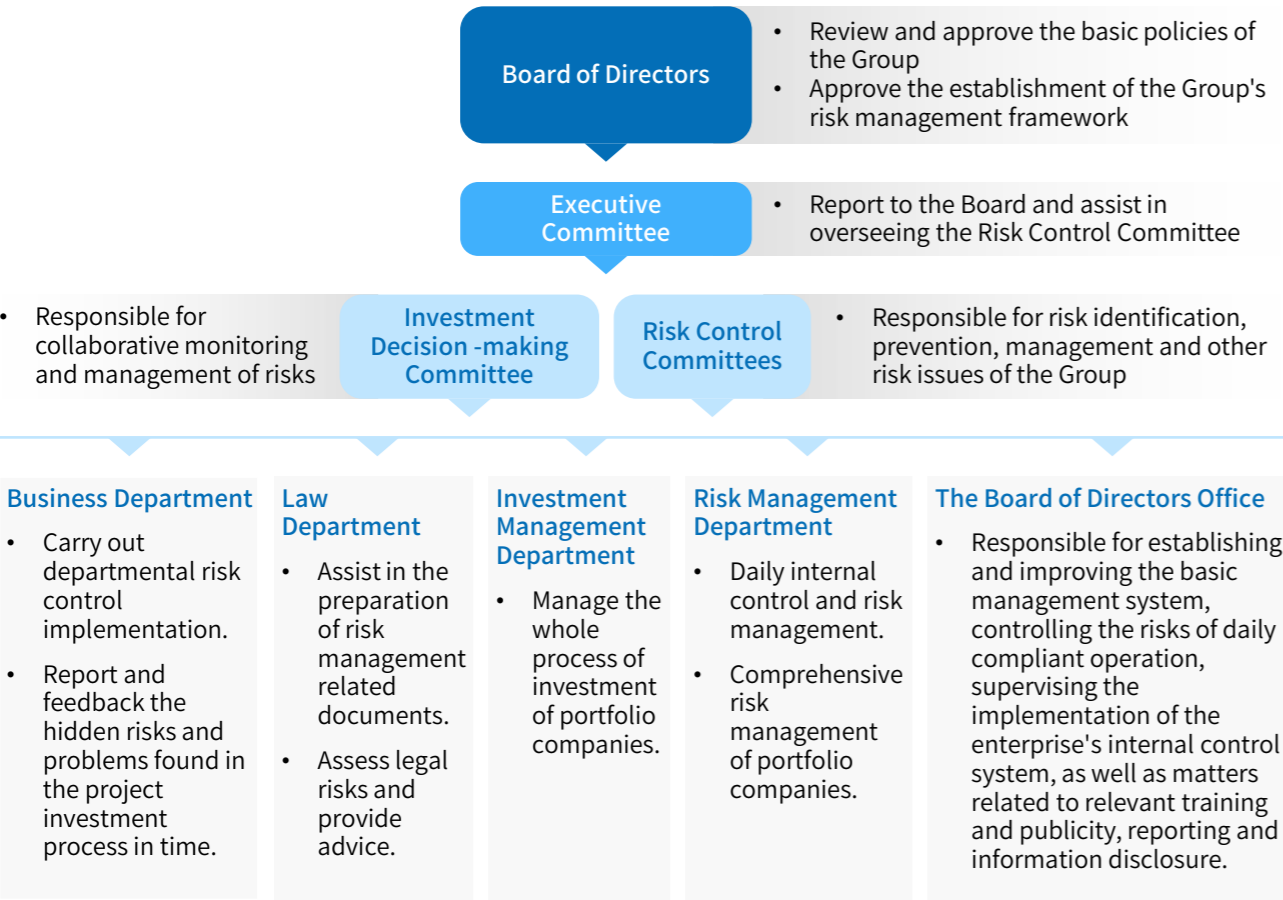 Board of Directors
• Review and approve the basic policies of
the Group
• Approve the establishment of the Group's
risk management framework
Executive
Committee
• Report to the Board and assist in
overseeing the Risk Control Committee
• Responsible for
collaborative monitoring
and management of risks
Investment
Decision -making
Committee
Risk Control
Committees
• Responsible for risk identification,
prevention, management and other
risk issues of the Group
Business Department
• Carry out
departmental risk
control
implementation.
• Report and
feedback the
hidden risks and
problems found in
the project
investment
process in time.
Law
Department
• Assist in the
preparation
of risk
management
related
documents.
• Assess legal
risks and
provide
advice.
Investment
Management
Department
• Manage the
whole
process of
investment
of portfolio
companies.
Risk Management
Department
• Daily internal
control and risk
management.
• Comprehensive
risk
management
of portfolio
companies.
The Board of Directors Office
• Responsible for establishing
and improving the basic
management system,
controlling the risks of daily
compliant operation,
supervising the
implementation of the
enterprise's internal control
system, as well as matters
related to relevant training
and publicity, reporting and
information disclosure.